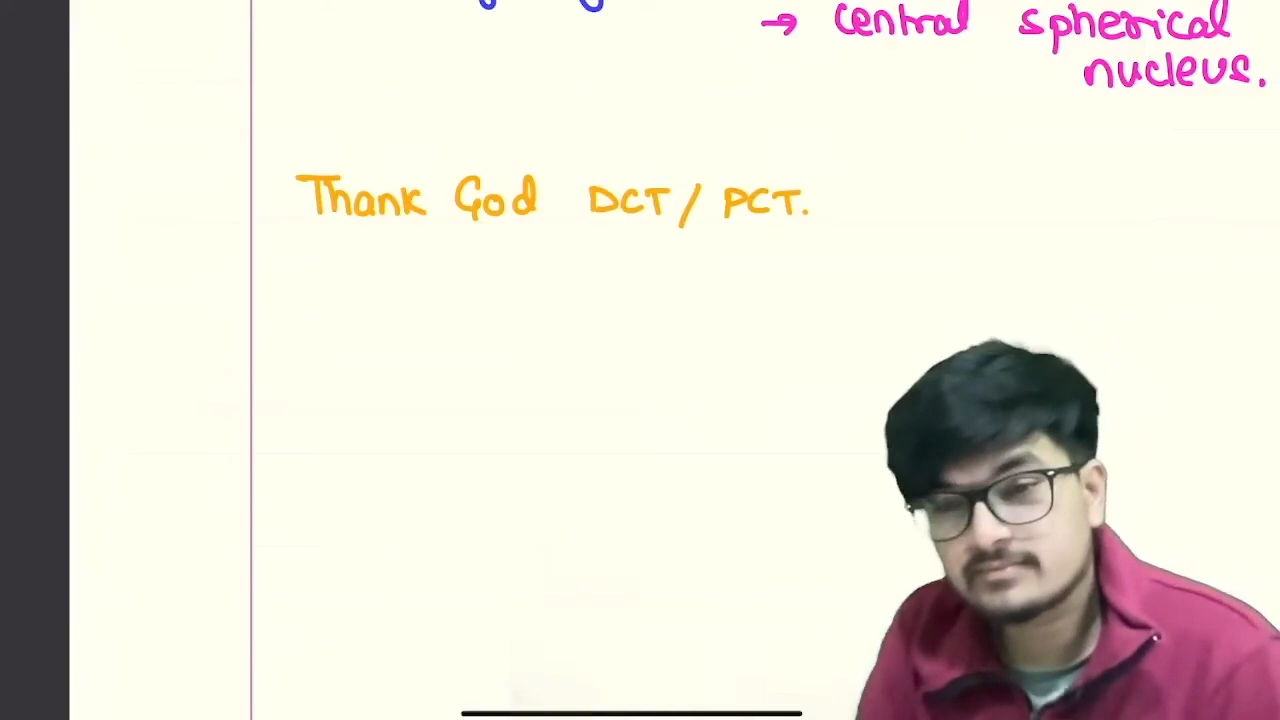 → central spherical
nucleus.
Thank God DCT / PCT.